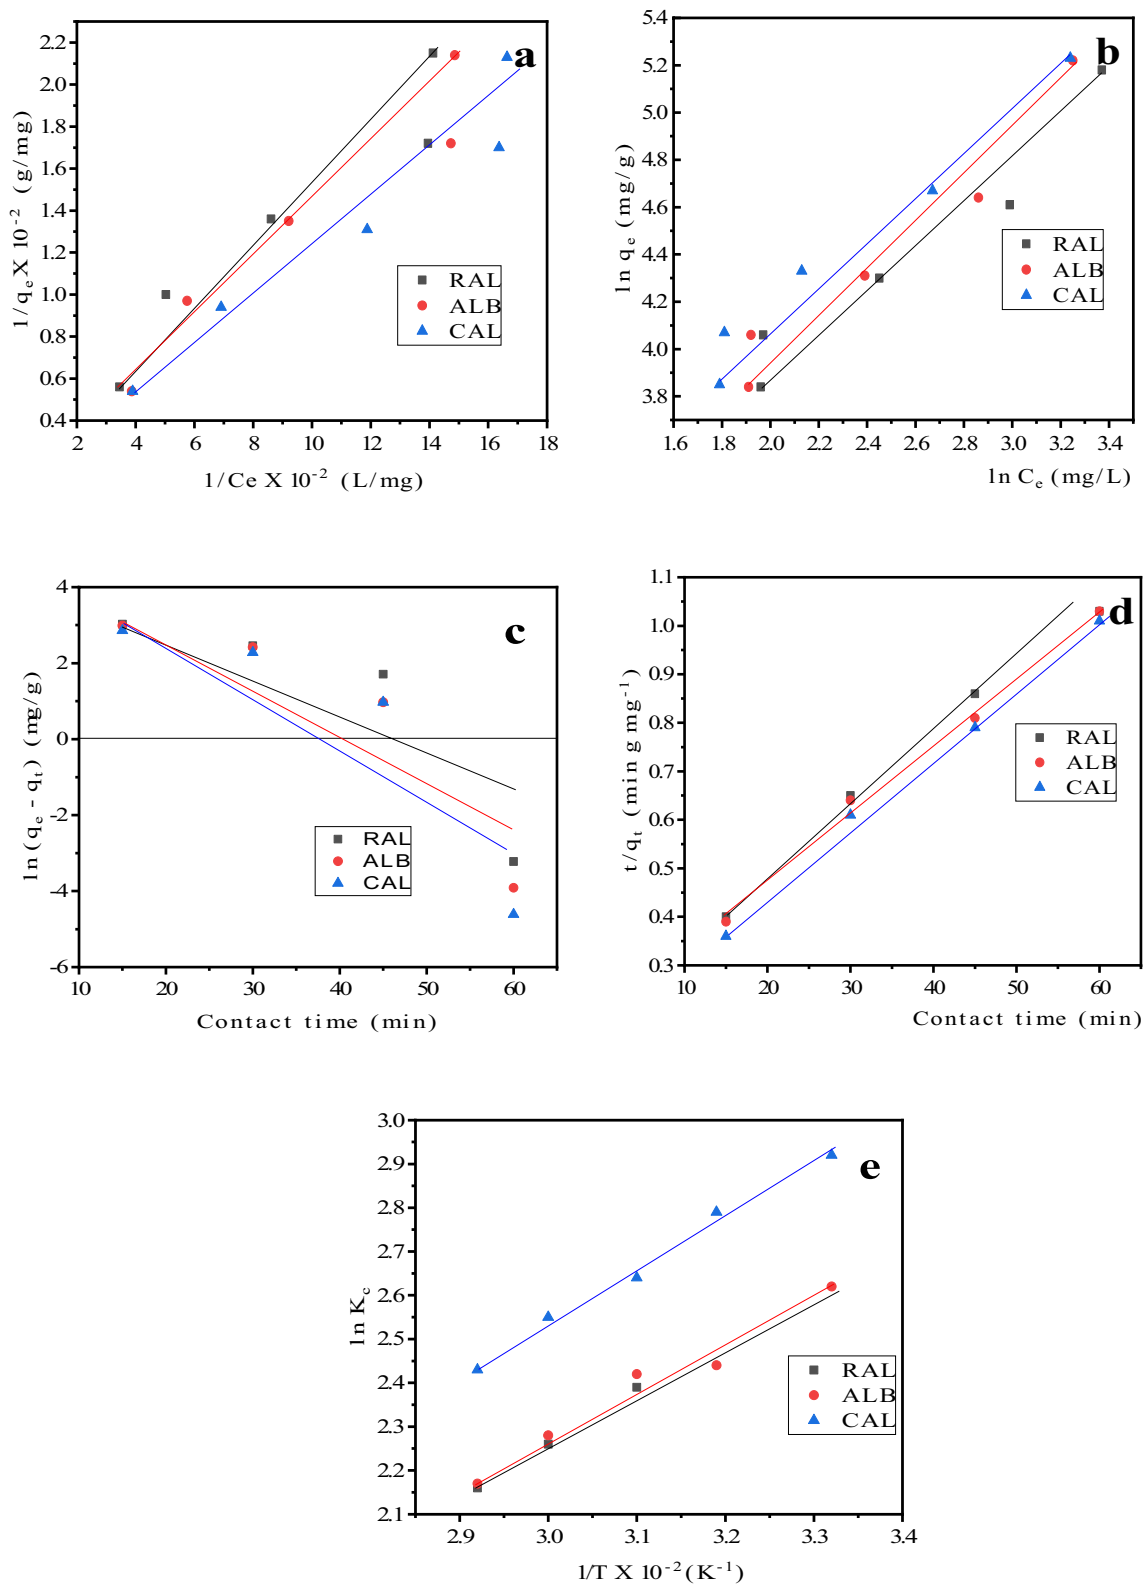 a
2.2
2.0
1.8
1.6
1.4
1.2
1.0
0.8
0.6
0.4
1/qₑ X 10⁻² (g/mg)
RAL
ALB
CAL
2 4 6 8 10 12 14 16 18
1/Ce X 10⁻² (L/mg)
b
5.4
5.2
5.0
4.8
4.6
4.4
4.2
4.0
3.8
ln qₑ (mg/g)
RAL
ALB
CAL
1.6 1.8 2.0 2.2 2.4 2.6 2.8 3.0 3.2 3.4
ln Cₑ (mg/L)
c
4
2
0
-2
-4
-6
ln (qₑ - qₜ) (mg/g)
RAL
ALB
CAL
10 20 30 40 50 60
Contact time (min)
d
1.1
1.0
0.9
0.8
0.7
0.6
0.5
0.4
0.3
t/qₜ (min g mg⁻¹)
RAL
ALB
CAL
10 20 30 40 50 60
Contact time (min)
e
3.0
2.9
2.8
2.7
2.6
2.5
2.4
2.3
2.2
2.1
ln K꜀
RAL
ALB
CAL
2.9 3.0 3.1 3.2 3.3 3.4
1/T X 10⁻² (K⁻¹)